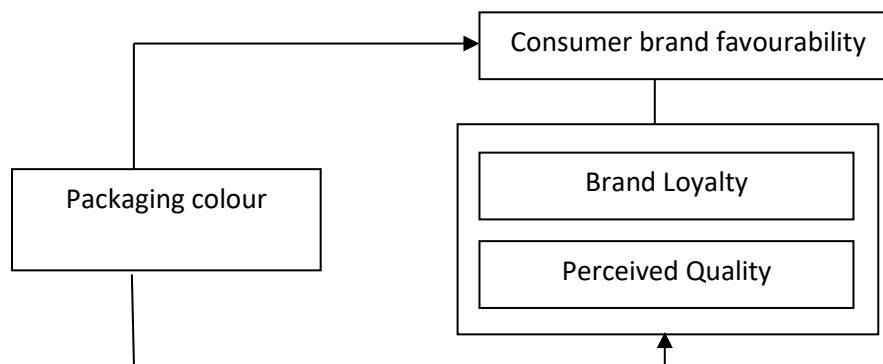 Consumer brand favourability
Packaging colour
Brand Loyalty
Perceived Quality